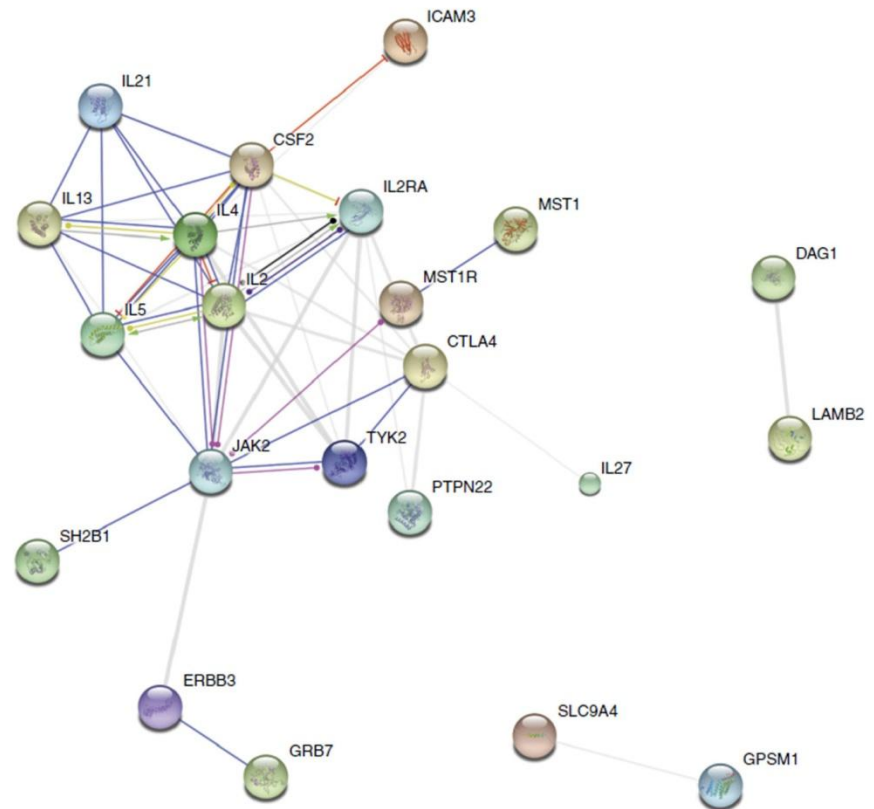 ICAM3
IL21
CSF2
IL13
IL4
IL2RA
MST1
DAG1
IL2
MST1R
IL5
CTLA4
LAMB2
JAK2
TYK2
IL27
PTPN22
SH2B1
ERBB3
SLC9A4
GRB7
GPSM1